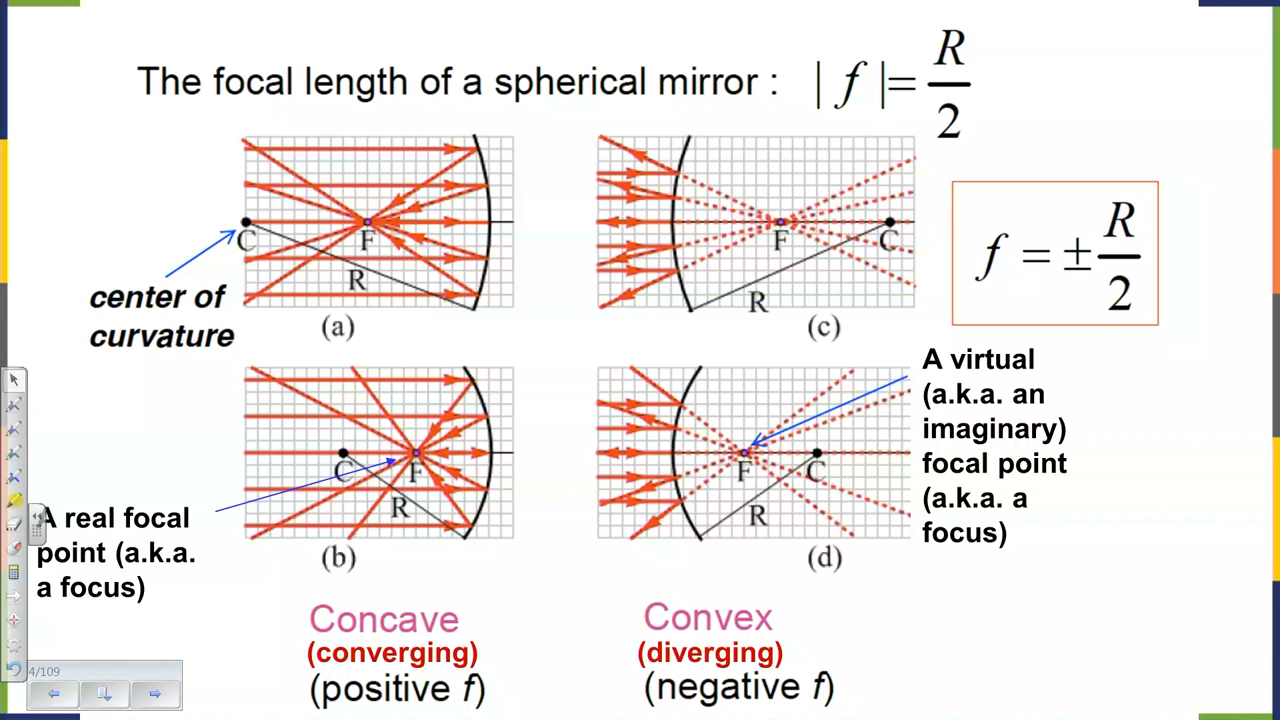 The focal length of a spherical mirror : | f |= R/2
C
F
R
(a)
F
C
R
(c)
f = ± R/2
center of
curvature
C
F
R
(b)
F
C
R
(d)
A virtual
(a.k.a. an
imaginary)
focal point
(a.k.a. a
focus)
A real focal
point (a.k.a.
a focus)
Concave
(converging)
(positive f)
Convex
(diverging)
(negative f)
4/109